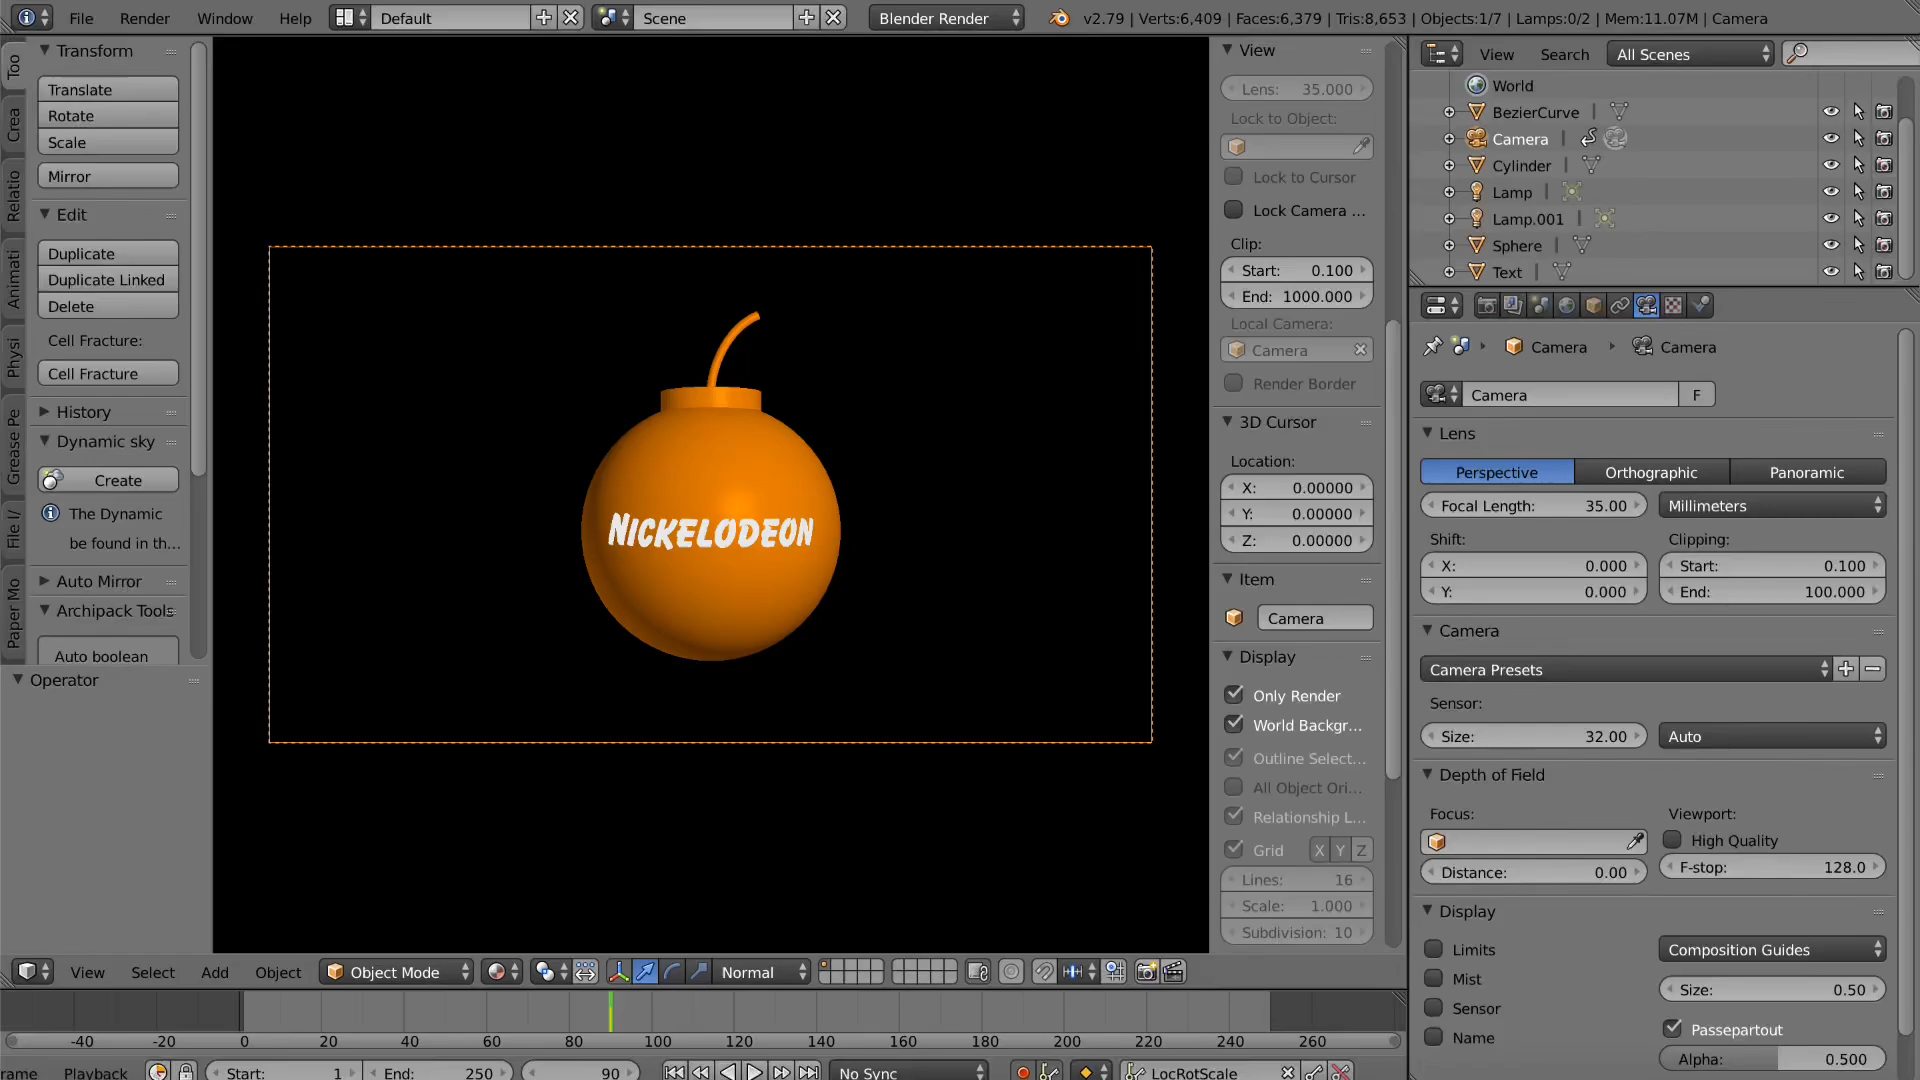 File Render Window Help Default Scene Blender Render v2.79 | Verts:6,409 | Faces:6,379 | Tris:8,653 | Objects:1/7 | Lamps:0/2 | Mem:11.07M | Camera
Too
Crea
Relatio
Animati
Physi
Grease Pe
File I/
Paper Mo
Transform
Translate
Rotate
Scale
Mirror
Edit
Duplicate
Duplicate Linked
Delete
Cell Fracture:
Cell Fracture
History
Dynamic sky
Create
The Dynamic
be found in th...
Auto Mirror
Archipack Tools
Auto boolean
Operator
NICKELODEON
View
Lens: 35.000
Lock to Object:
Lock to Cursor
Lock Camera ...
Clip:
Start: 0.100
End: 1000.000
Local Camera:
Camera
Render Border
3D Cursor
Location:
X: 0.00000
Y: 0.00000
Z: 0.00000
Item
Camera
Display
Only Render
World Backgr...
Outline Select...
All Object Ori...
Relationship L...
Grid X Y Z
Lines: 16
Scale: 1.000
Subdivision: 10
View Search All Scenes
World
BezierCurve
Camera
Cylinder
Lamp
Lamp.001
Sphere
Text
Camera Camera
Camera F
Lens
Perspective Orthographic Panoramic
Focal Length: 35.00 Millimeters
Shift: Clipping:
X: 0.000 Start: 0.100
Y: 0.000 End: 100.000
Camera
Camera Presets
Sensor:
Size: 32.00 Auto
Depth of Field
Focus: Viewport:
High Quality
Distance: 0.00 F-stop: 128.0
Display
Limits Composition Guides
Mist Size: 0.50
Sensor
Name Passepartout
Alpha: 0.500
View Select Add Object Object Mode Normal
-40 -20 0 20 40 60 80 100 120 140 160 180 200 220 240 260
rame Playback Start: 1 End: 250 90 No Sync LocRotScale